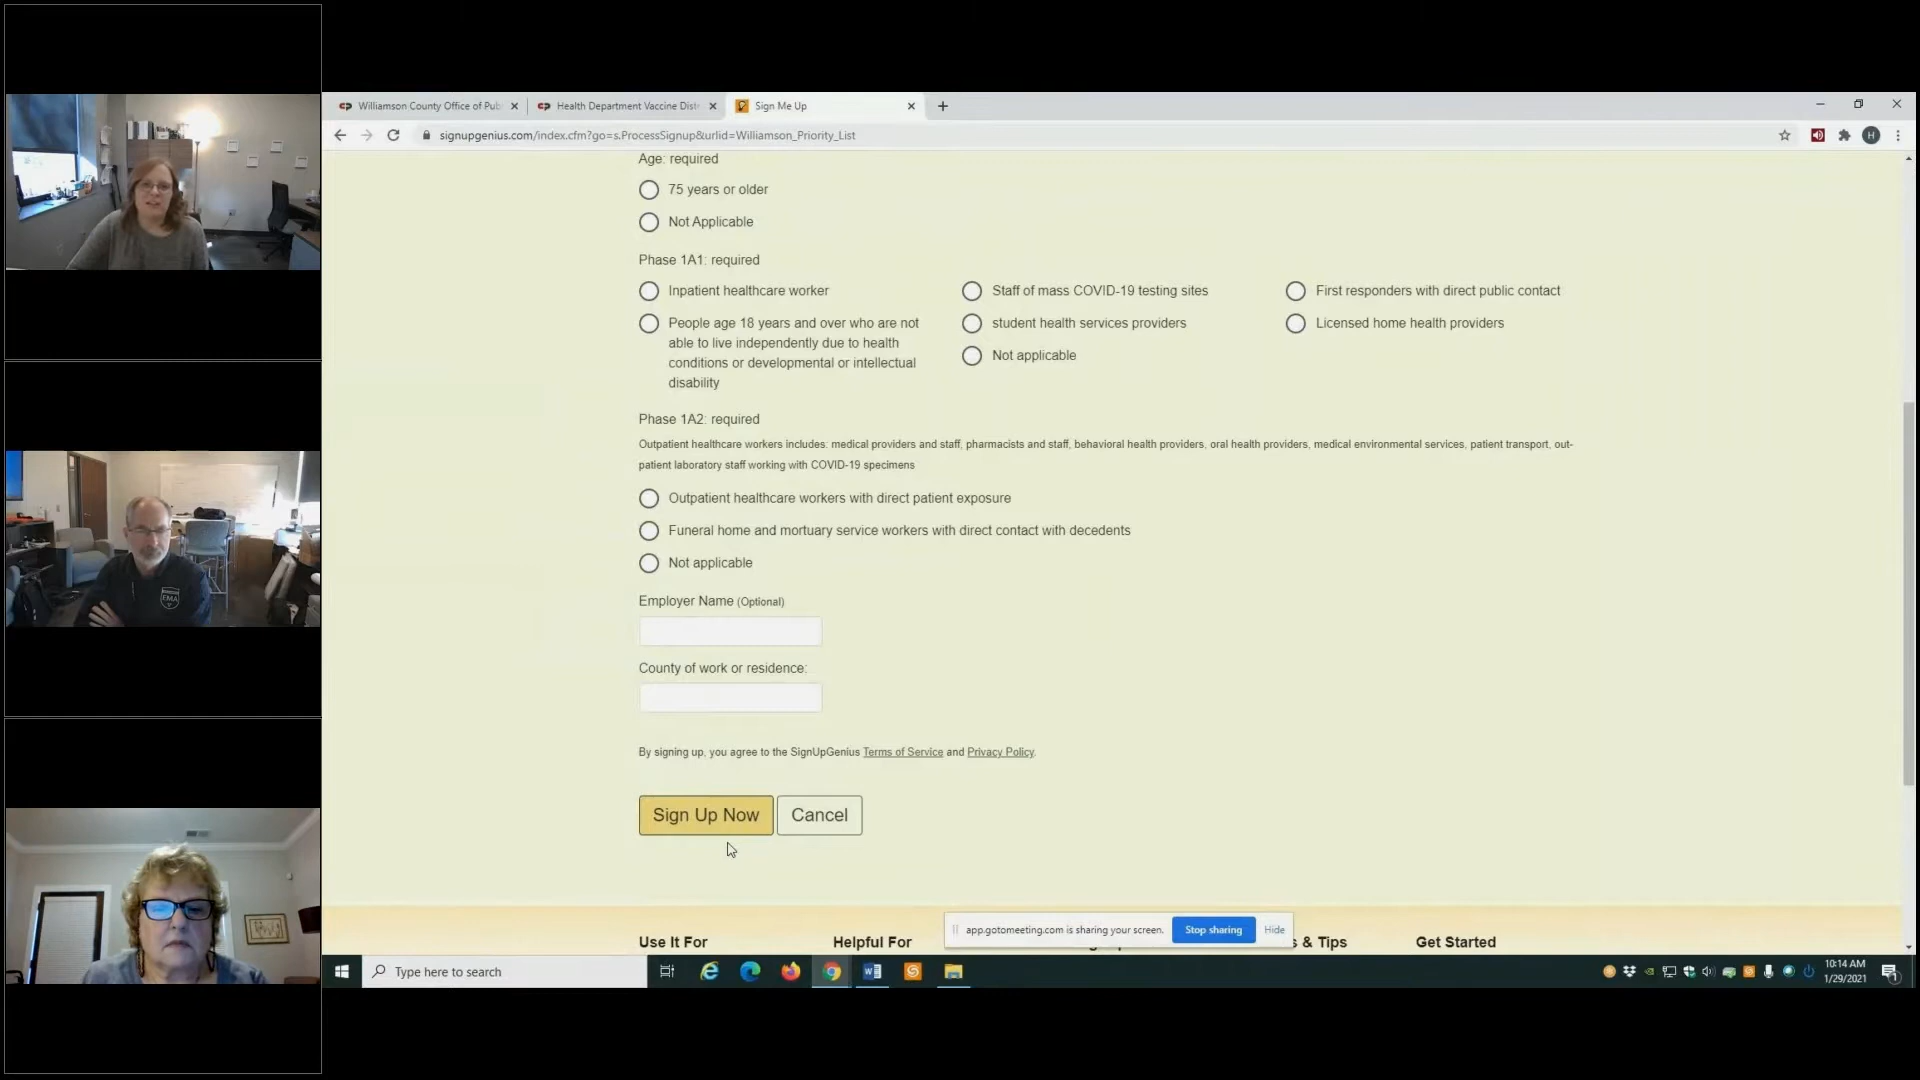 Williamson County Office of Pub
Health Department Vaccine Dist
Sign Me Up
signupgenius.com/index.cfm?go=s.ProcessSignup&urlid=Williamson_Priority_List
H
Age: required
75 years or older
Not Applicable
Phase 1A1: required
Inpatient healthcare worker
Staff of mass COVID-19 testing sites
First responders with direct public contact
People age 18 years and over who are not
able to live independently due to health
conditions or developmental or intellectual
disability
student health services providers
Licensed home health providers
Not applicable
Phase 1A2: required
Outpatient healthcare workers includes: medical providers and staff, pharmacists and staff, behavioral health providers, oral health providers, medical environmental services, patient transport, out-
patient laboratory staff working with COVID-19 specimens
Outpatient healthcare workers with direct patient exposure
Funeral home and mortuary service workers with direct contact with decedents
Not applicable
Employer Name (Optional)
County of work or residence:
By signing up, you agree to the SignUpGenius Terms of Service and Privacy Policy.
Sign Up Now
Cancel
app.gotomeeting.com is sharing your screen.
Stop sharing
Hide
Use It For
Helpful For
& Tips
Get Started
Type here to search
10:14 AM
1/29/2021
EMA